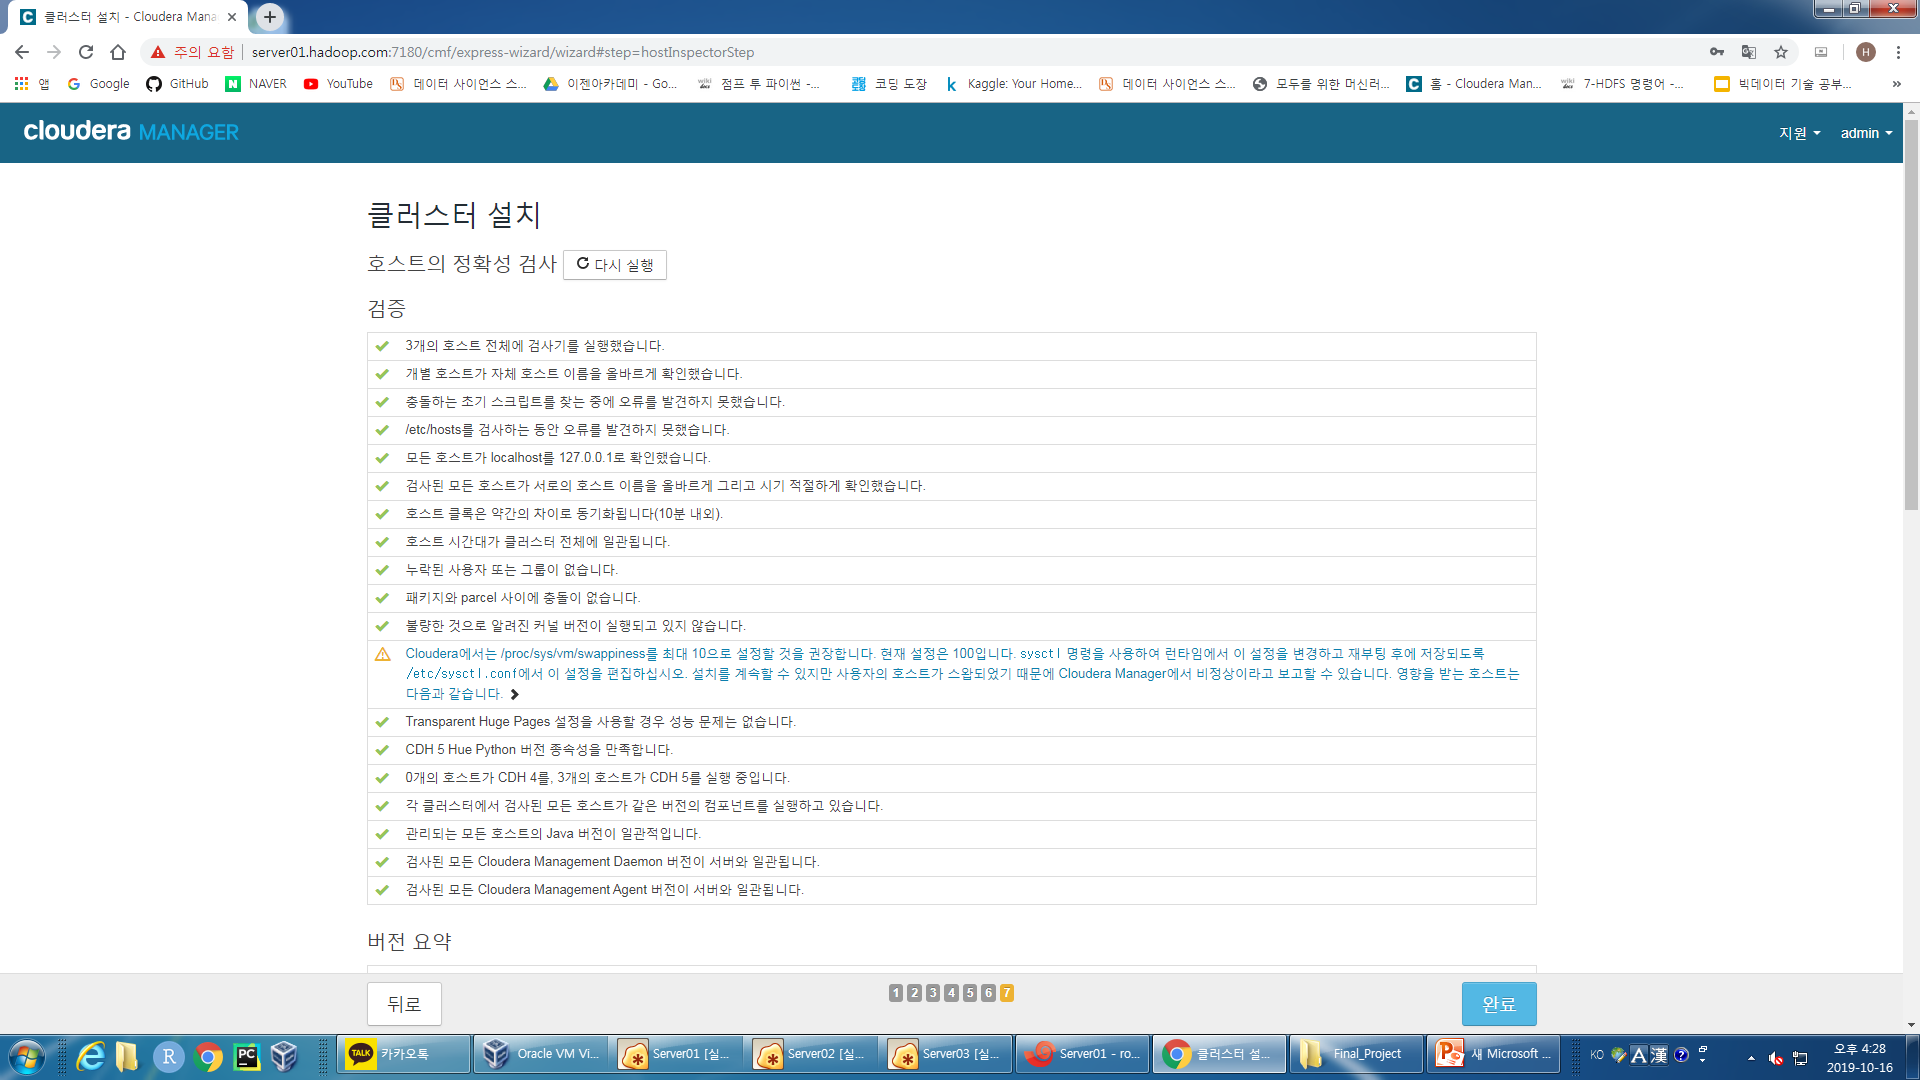 클러스터 설치 - Cloudera Mana
주의 요함 server01.hadoop.com:7180/cmf/express-wizard/wizard#step=hostInspectorStep
H
앱 Google GitHub NAVER YouTube 데이터 사이언스 스... 이젠아카데미 - Go... 점프 투 파이썬 -... 코딩 도장 Kaggle: Your Home... 데이터 사이언스 스... 모두를 위한 머신러... 홈 - Cloudera Man... 7-HDFS 명령어 -... 빅데이터 기술 공부... »
cloudera MANAGER 지원 admin
클러스터 설치
호스트의 정확성 검사 다시 실행
검증
3개의 호스트 전체에 검사기를 실행했습니다.
개별 호스트가 자체 호스트 이름을 올바르게 확인했습니다.
충돌하는 초기 스크립트를 찾는 중에 오류를 발견하지 못했습니다.
/etc/hosts를 검사하는 동안 오류를 발견하지 못했습니다.
모든 호스트가 localhost를 127.0.0.1로 확인했습니다.
검사된 모든 호스트가 서로의 호스트 이름을 올바르게 그리고 시기 적절하게 확인했습니다.
호스트 클록은 약간의 차이로 동기화됩니다(10분 내외).
호스트 시간대가 클러스터 전체에 일관됩니다.
누락된 사용자 또는 그룹이 없습니다.
패키지와 parcel 사이에 충돌이 없습니다.
불량한 것으로 알려진 커널 버전이 실행되고 있지 않습니다.
Cloudera에서는 /proc/sys/vm/swappiness를 최대 10으로 설정할 것을 권장합니다. 현재 설정은 100입니다. sysctl 명령을 사용하여 런타임에서 이 설정을 변경하고 재부팅 후에 저장되도록
/etc/sysctl.conf에서 이 설정을 편집하십시오. 설치를 계속할 수 있지만 사용자의 호스트가 스왑되었기 때문에 Cloudera Manager에서 비정상이라고 보고할 수 있습니다. 영향을 받는 호스트는
다음과 같습니다.
Transparent Huge Pages 설정을 사용할 경우 성능 문제는 없습니다.
CDH 5 Hue Python 버전 종속성을 만족합니다.
0개의 호스트가 CDH 4를, 3개의 호스트가 CDH 5를 실행 중입니다.
각 클러스터에서 검사된 모든 호스트가 같은 버전의 컴포넌트를 실행하고 있습니다.
관리되는 모든 호스트의 Java 버전이 일관적입니다.
검사된 모든 Cloudera Management Daemon 버전이 서버와 일관됩니다.
검사된 모든 Cloudera Management Agent 버전이 서버와 일관됩니다.
버전 요약
뒤로 1 2 3 4 5 6 7 완료
TALK 카카오톡 Oracle VM Vi... Server01 [실... Server02 [실... Server03 [실... Server01 - ro... 클러스터 설... Final_Project 새 Microsoft ... KO A 漢 오후 4:28
2019-10-16